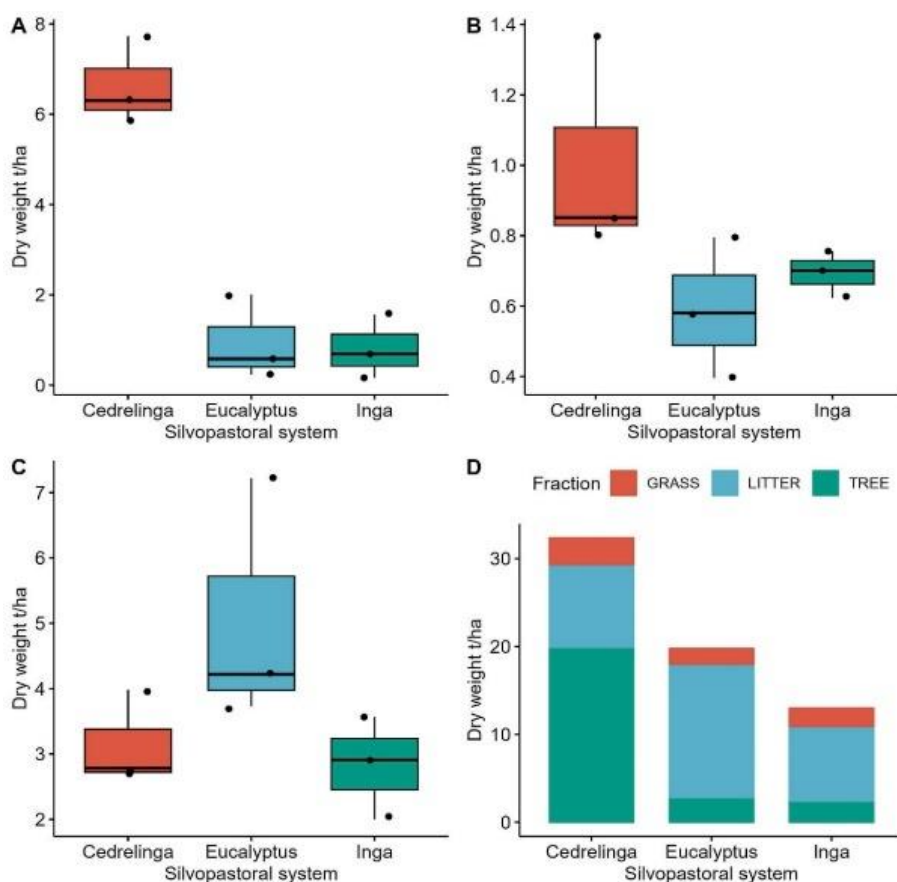 A
8
6
4
2
0
Dry weight t/ha
Cedrelinga Eucalyptus Inga
Silvopastoral system
B
1.4
1.2
1.0
0.8
0.6
0.4
Dry weight t/ha
Cedrelinga Eucalyptus Inga
Silvopastoral system
C
7
6
5
4
3
2
Dry weight t/ha
Cedrelinga Eucalyptus Inga
Silvopastoral system
D
Fraction GRASS LITTER TREE
30
20
10
0
Dry weight t/ha
Cedrelinga Eucalyptus Inga
Silvopastoral system